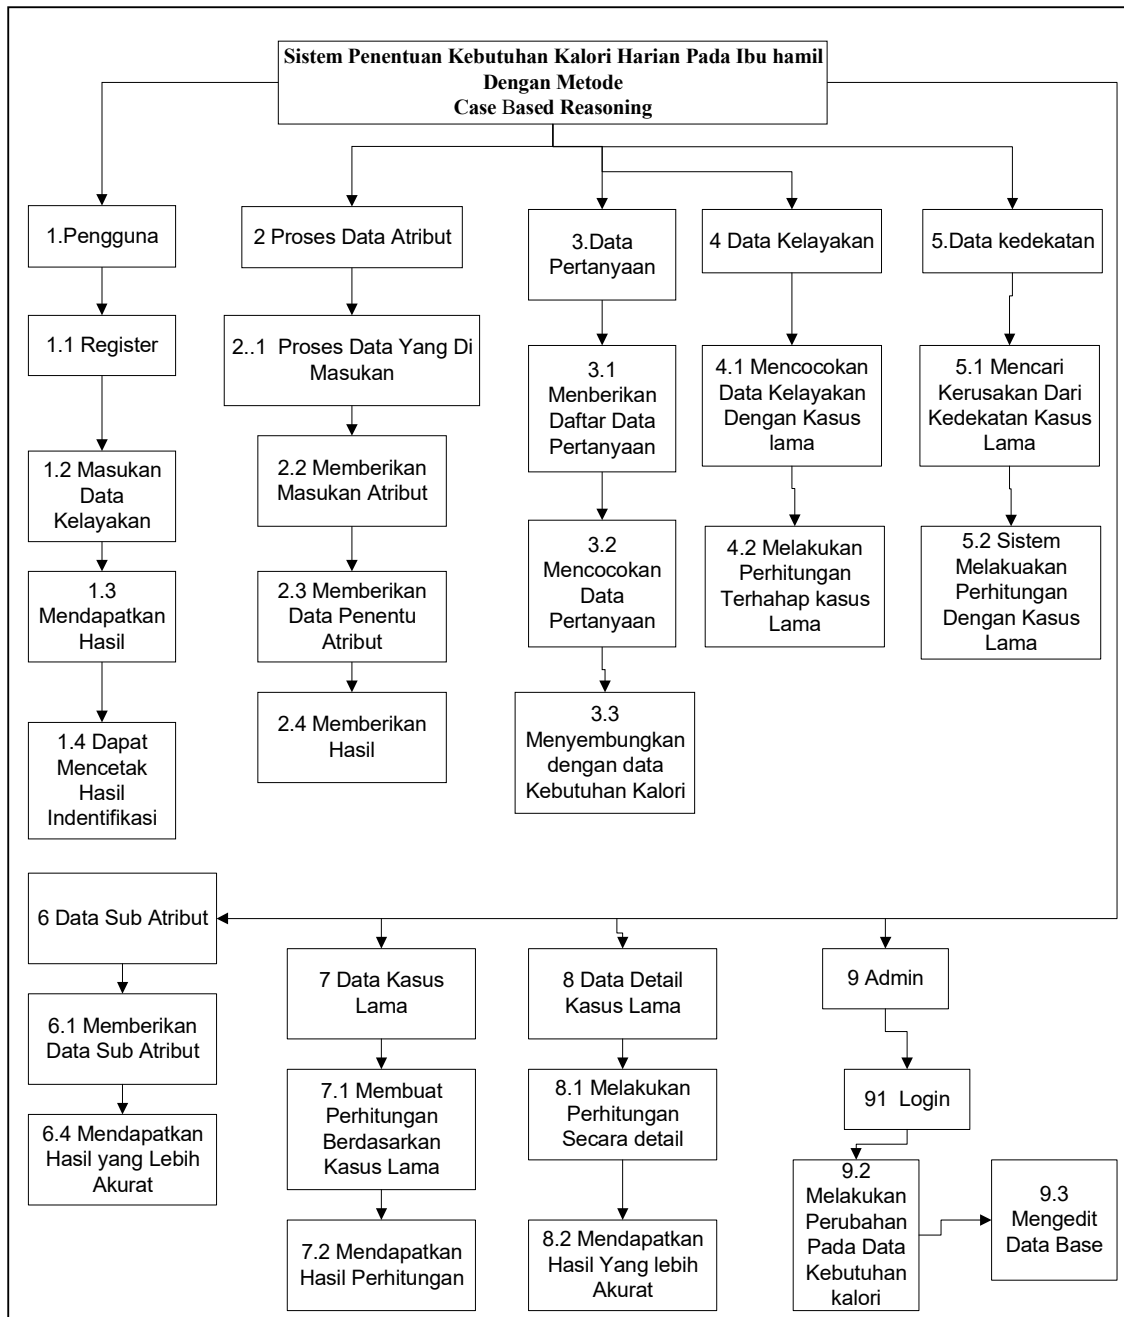 Sistem Penentuan Kebutuhan Kalori Harian Pada Ibu hamil
Dengan Metode
Case Based Reasoning
1.Pengguna
2 Proses Data Atribut
3.Data
Pertanyaan
4 Data Kelayakan
5.Data kedekatan
1.1 Register
2..1 Proses Data Yang Di
Masukan
3.1
Menberikan
Daftar Data
Pertanyaan
4.1 Mencocokan
Data Kelayakan
Dengan Kasus
lama
5.1 Mencari
Kerusakan Dari
Kedekatan Kasus
Lama
1.2 Masukan
Data
Kelayakan
2.2 Memberikan
Masukan Atribut
3.2
Mencocokan
Data
Pertanyaan
4.2 Melakukan
Perhitungan
Terhahap kasus
Lama
5.2 Sistem
Melakuakan
Perhitungan
Dengan Kasus
Lama
1.3
Mendapatkan
Hasil
2.3 Memberikan
Data Penentu
Atribut
2.4 Memberikan
Hasil
3.3
Menyembungkan
dengan data
Kebutuhan Kalori
1.4 Dapat
Mencetak
Hasil
Indentifikasi
6 Data Sub Atribut
7 Data Kasus
Lama
8 Data Detail
Kasus Lama
9 Admin
6.1 Memberikan
Data Sub Atribut
7.1 Membuat
Perhitungan
Berdasarkan
Kasus Lama
8.1 Melakukan
Perhitungan
Secara detail
91 Login
6.4 Mendapatkan
Hasil yang Lebih
Akurat
7.2 Mendapatkan
Hasil Perhitungan
8.2 Mendapatkan
Hasil Yang lebih
Akurat
9.2
Melakukan
Perubahan
Pada Data
Kebutuhan
kalori
9.3
Mengedit
Data Base